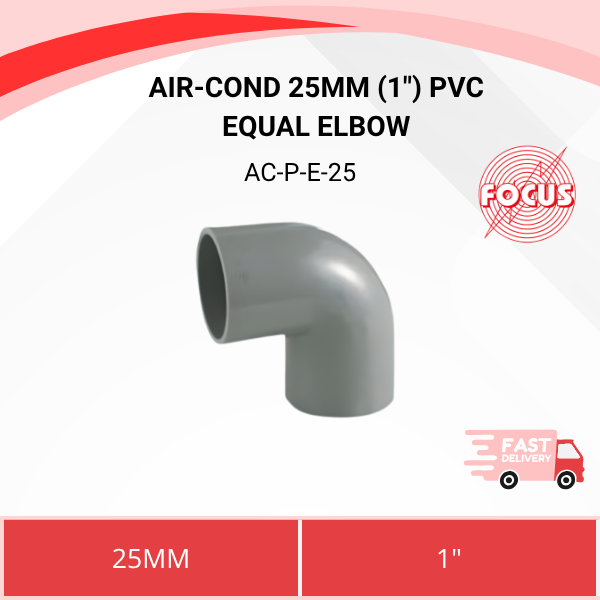 AIR-COND 25MM (1") PVC
EQUAL ELBOW
AC-P-E-25
FOCUS
FAST
DELIVERY
25MM
1"